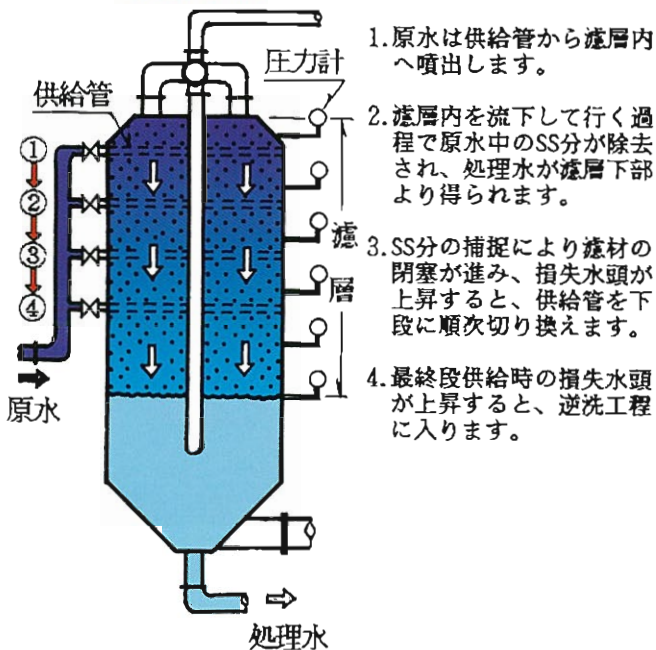 圧力計
供給管
①
②
③
④
濾
層
原水
処理水
1.原水は供給管から濾層内
へ噴出します。
2.濾層内を流下して行く過
程で原水中のSS分が除去
され、処理水が濾層下部
より得られます。
3.SS分の捕捉により濾材の
閉塞が進み、損失水頭が
上昇すると、供給管を下
段に順次切り換えます。
4.最終段供給時の損失水頭
が上昇すると、逆洗工程
に入ります。